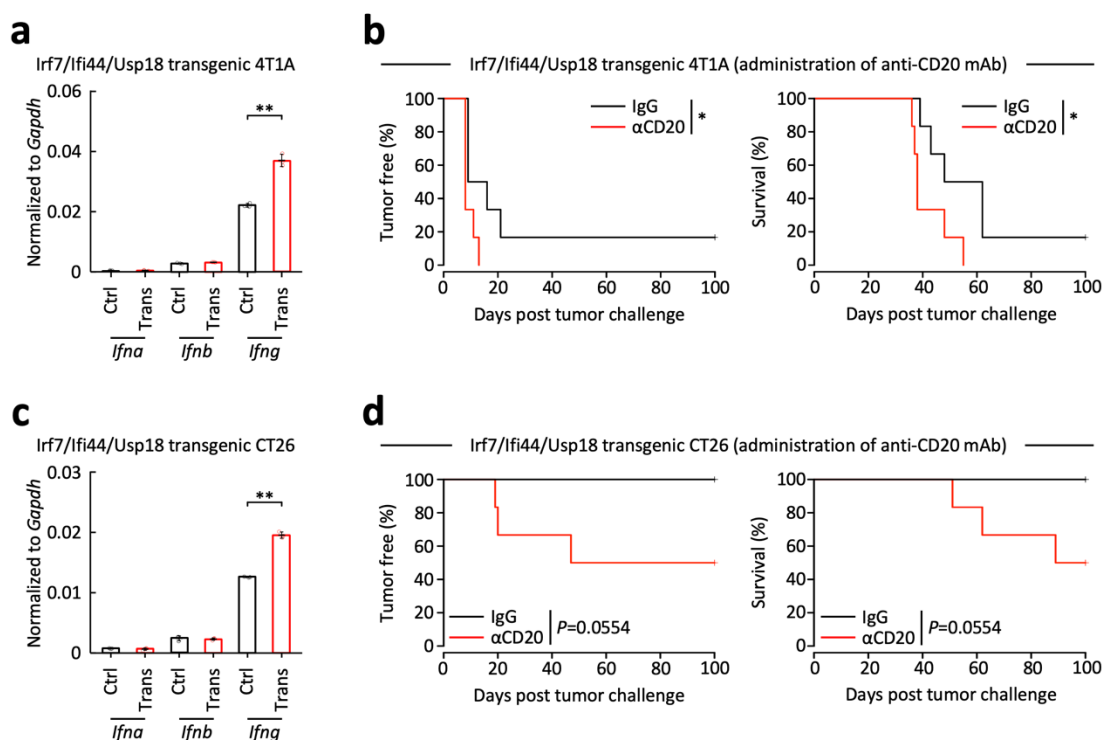 a
Irf7/Ifi44/Usp18 transgenic 4T1A
Normalized to Gapdh
0.06
0.04
0.02
0
**
Ctrl
Trans
Ctrl
Trans
Ctrl
Trans
Ifna
Ifnb
Ifng
b
Irf7/Ifi44/Usp18 transgenic 4T1A (administration of anti-CD20 mAb)
Tumor free (%)
100
80
60
40
20
0
IgG
αCD20
*
0 20 40 60 80 100
Days post tumor challenge
Survival (%)
100
80
60
40
20
0
IgG
αCD20
*
0 20 40 60 80 100
Days post tumor challenge
c
Irf7/Ifi44/Usp18 transgenic CT26
Normalized to Gapdh
0.03
0.02
0.01
0
**
Ctrl
Trans
Ctrl
Trans
Ctrl
Trans
Ifna
Ifnb
Ifng
d
Irf7/Ifi44/Usp18 transgenic CT26 (administration of anti-CD20 mAb)
Tumor free (%)
100
80
60
40
20
0
IgG
αCD20
P=0.0554
0 20 40 60 80 100
Days post tumor challenge
Survival (%)
100
80
60
40
20
0
IgG
αCD20
P=0.0554
0 20 40 60 80 100
Days post tumor challenge